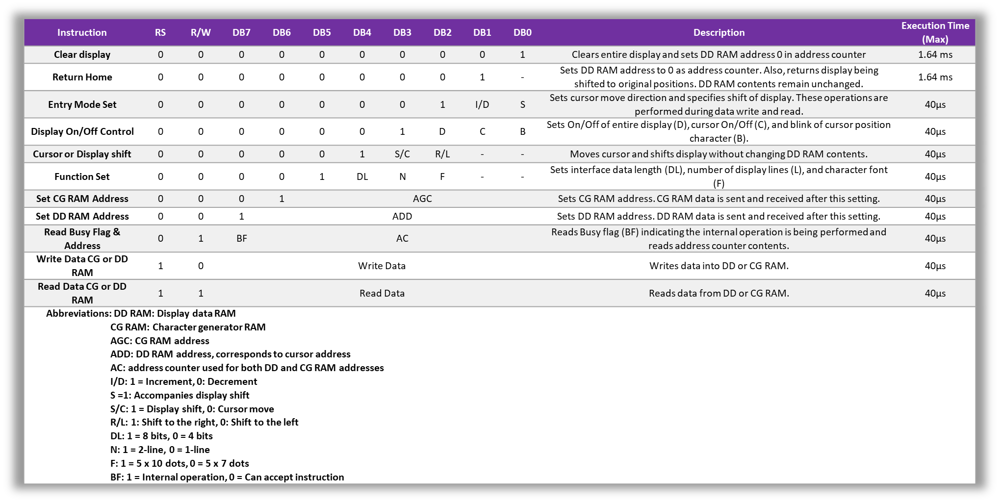 Instruction RS R/W DB7 DB6 DB5 DB4 DB3 DB2 DB1 DB0 Description Execution Time
(Max)
Clear display 0 0 0 0 0 0 0 0 0 1 Clears entire display and sets DD RAM address 0 in address counter 1.64 ms
Return Home 0 0 0 0 0 0 0 0 1 - Sets DD RAM address to 0 as address counter. Also, returns display being
shifted to original positions. DD RAM contents remain unchanged. 1.64 ms
Entry Mode Set 0 0 0 0 0 0 0 1 I/D S Sets cursor move direction and specifies shift of display. These operations are
performed during data write and read. 40µs
Display On/Off Control 0 0 0 0 0 0 1 D C B Sets On/Off of entire display (D), cursor On/Off (C), and blink of cursor position
character (B). 40µs
Cursor or Display shift 0 0 0 0 0 1 S/C R/L - - Moves cursor and shifts display without changing DD RAM contents. 40µs
Function Set 0 0 0 0 1 DL N F - - Sets interface data length (DL), number of display lines (L), and character font
(F) 40µs
Set CG RAM Address 0 0 0 1 AGC Sets CG RAM address. CG RAM data is sent and received after this setting. 40µs
Set DD RAM Address 0 0 1 ADD Sets DD RAM address. DD RAM data is sent and received after this setting. 40µs
Read Busy Flag &
Address 0 1 BF AC Reads Busy flag (BF) indicating the internal operation is being performed and
reads address counter contents. 40µs
Write Data CG or DD
RAM 1 0 Write Data Writes data into DD or CG RAM. 40µs
Read Data CG or DD
RAM 1 1 Read Data Reads data from DD or CG RAM. 40µs
Abbreviations: DD RAM: Display data RAM
CG RAM: Character generator RAM
AGC: CG RAM address
ADD: DD RAM address, corresponds to cursor address
AC: address counter used for both DD and CG RAM addresses
I/D: 1 = Increment, 0: Decrement
S =1: Accompanies display shift
S/C: 1 = Display shift, 0: Cursor move
R/L: 1: Shift to the right, 0: Shift to the left
DL: 1 = 8 bits, 0 = 4 bits
N: 1 = 2-line, 0 = 1-line
F: 1 = 5 x 10 dots, 0 = 5 x 7 dots
BF: 1 = Internal operation, 0 = Can accept instruction